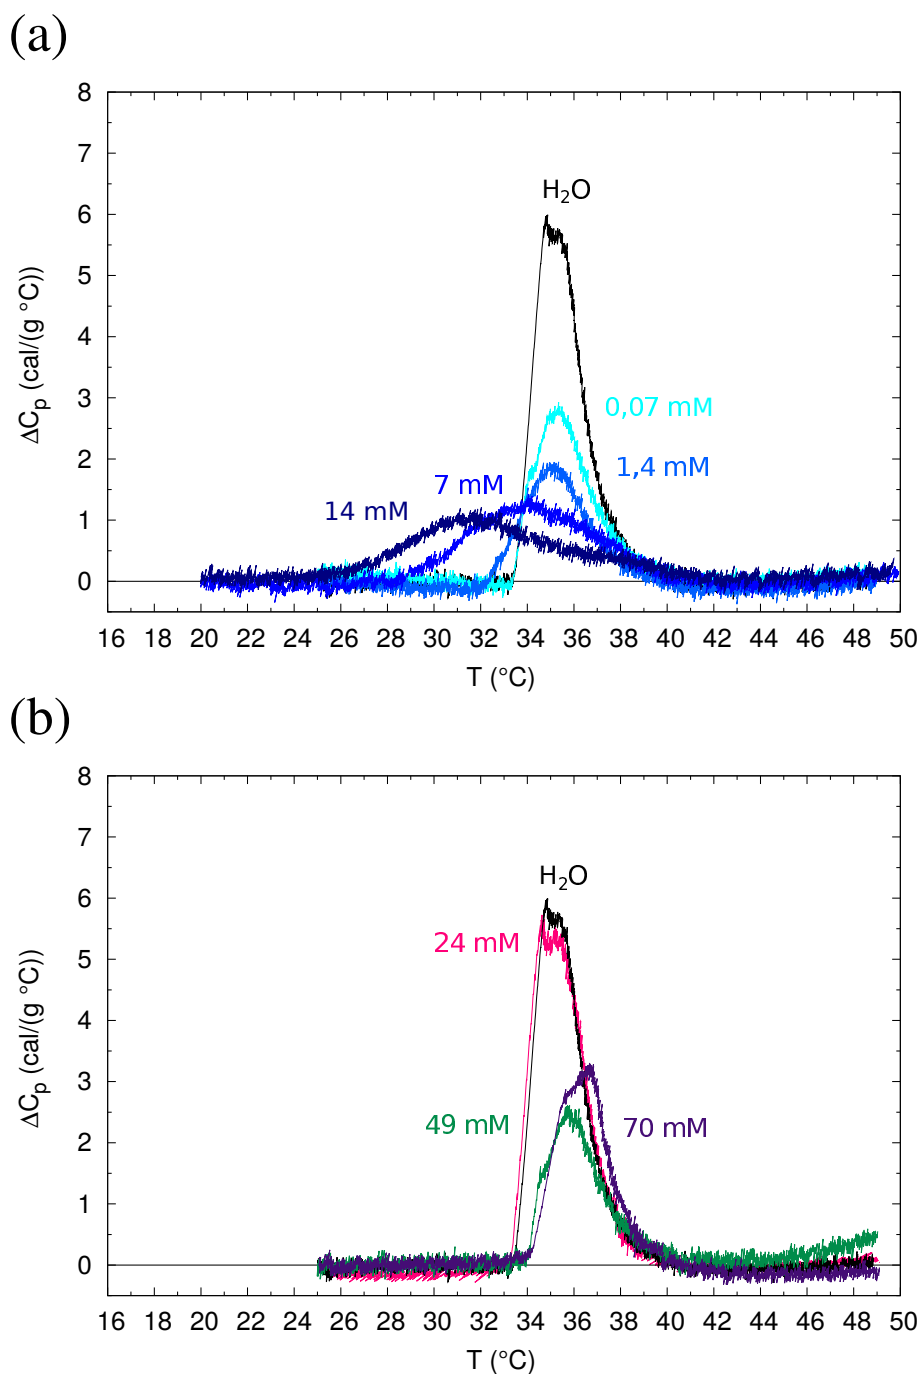 (a)
8
7
6
5
4
3
2
1
0
ΔCp (cal/(g °C))
H2O
0,07 mM
1,4 mM
7 mM
14 mM
16 18 20 22 24 26 28 30 32 34 36 38 40 42 44 46 48 50
T (°C)
(b)
8
7
6
5
4
3
2
1
0
ΔCp (cal/(g °C))
H2O
24 mM
49 mM
70 mM
16 18 20 22 24 26 28 30 32 34 36 38 40 42 44 46 48 50
T (°C)